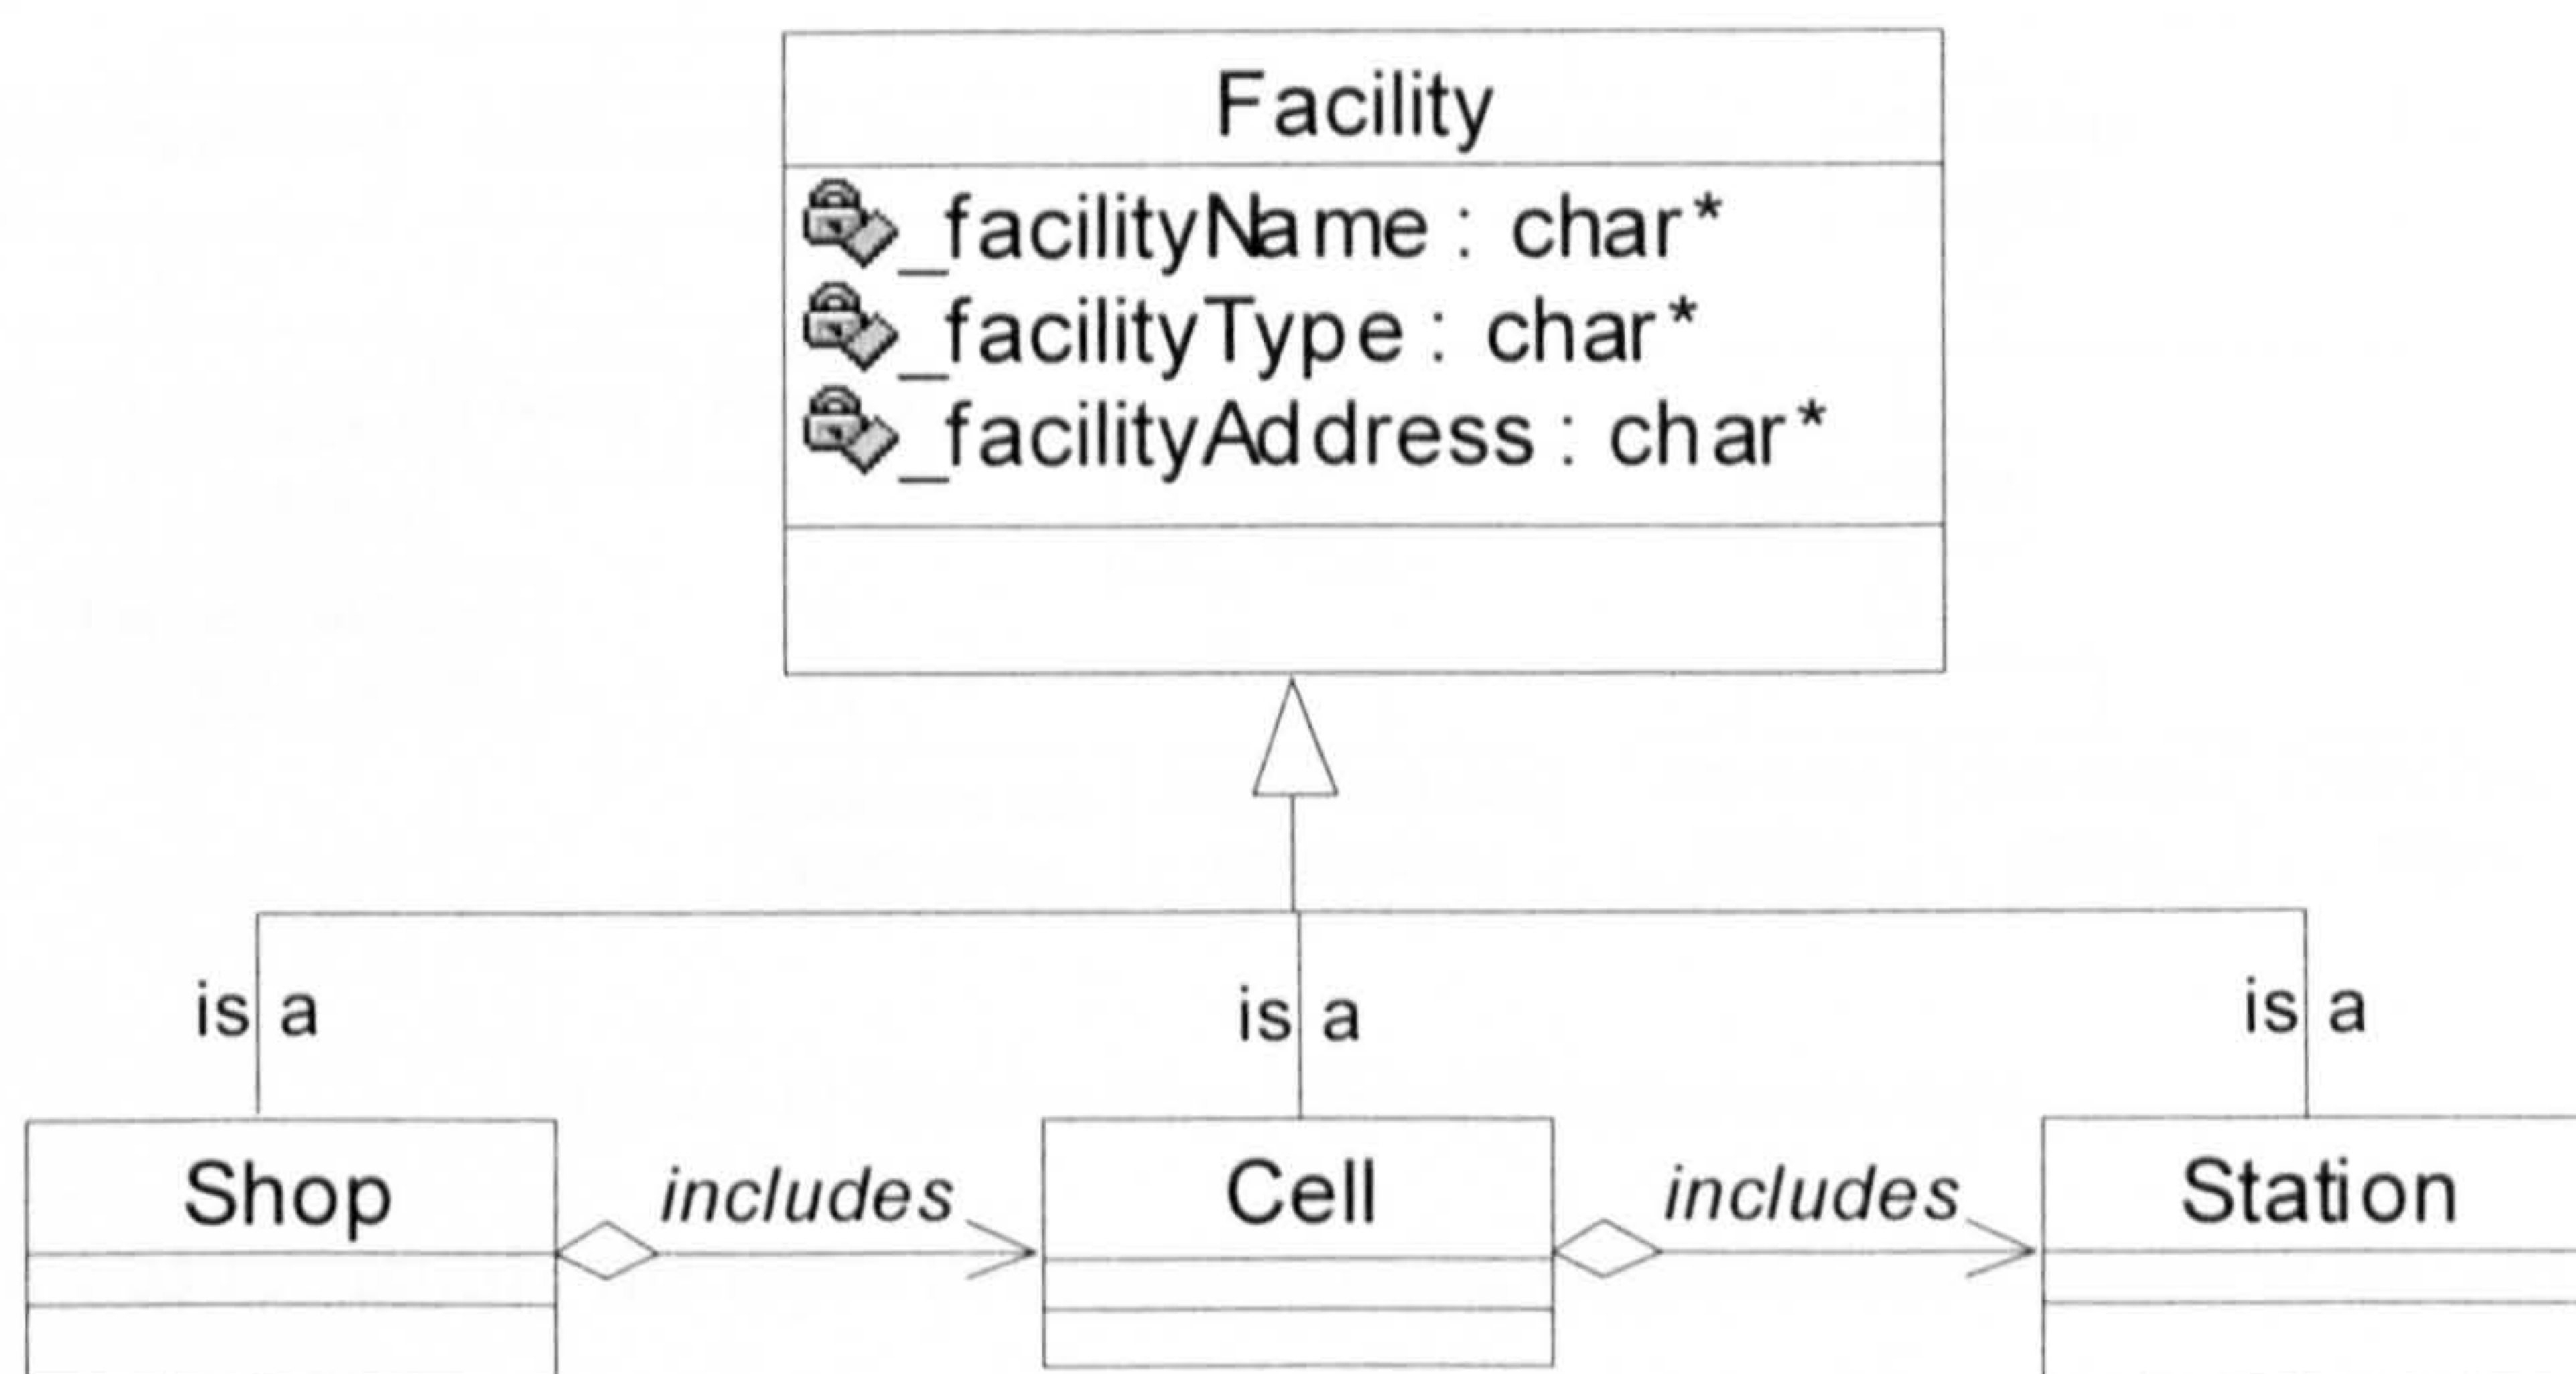 Facility
_facilityName : char*
_facilityType : char*
_facilityAddress : char*
is a
is a
is a
Shop
includes
Cell
includes
Station